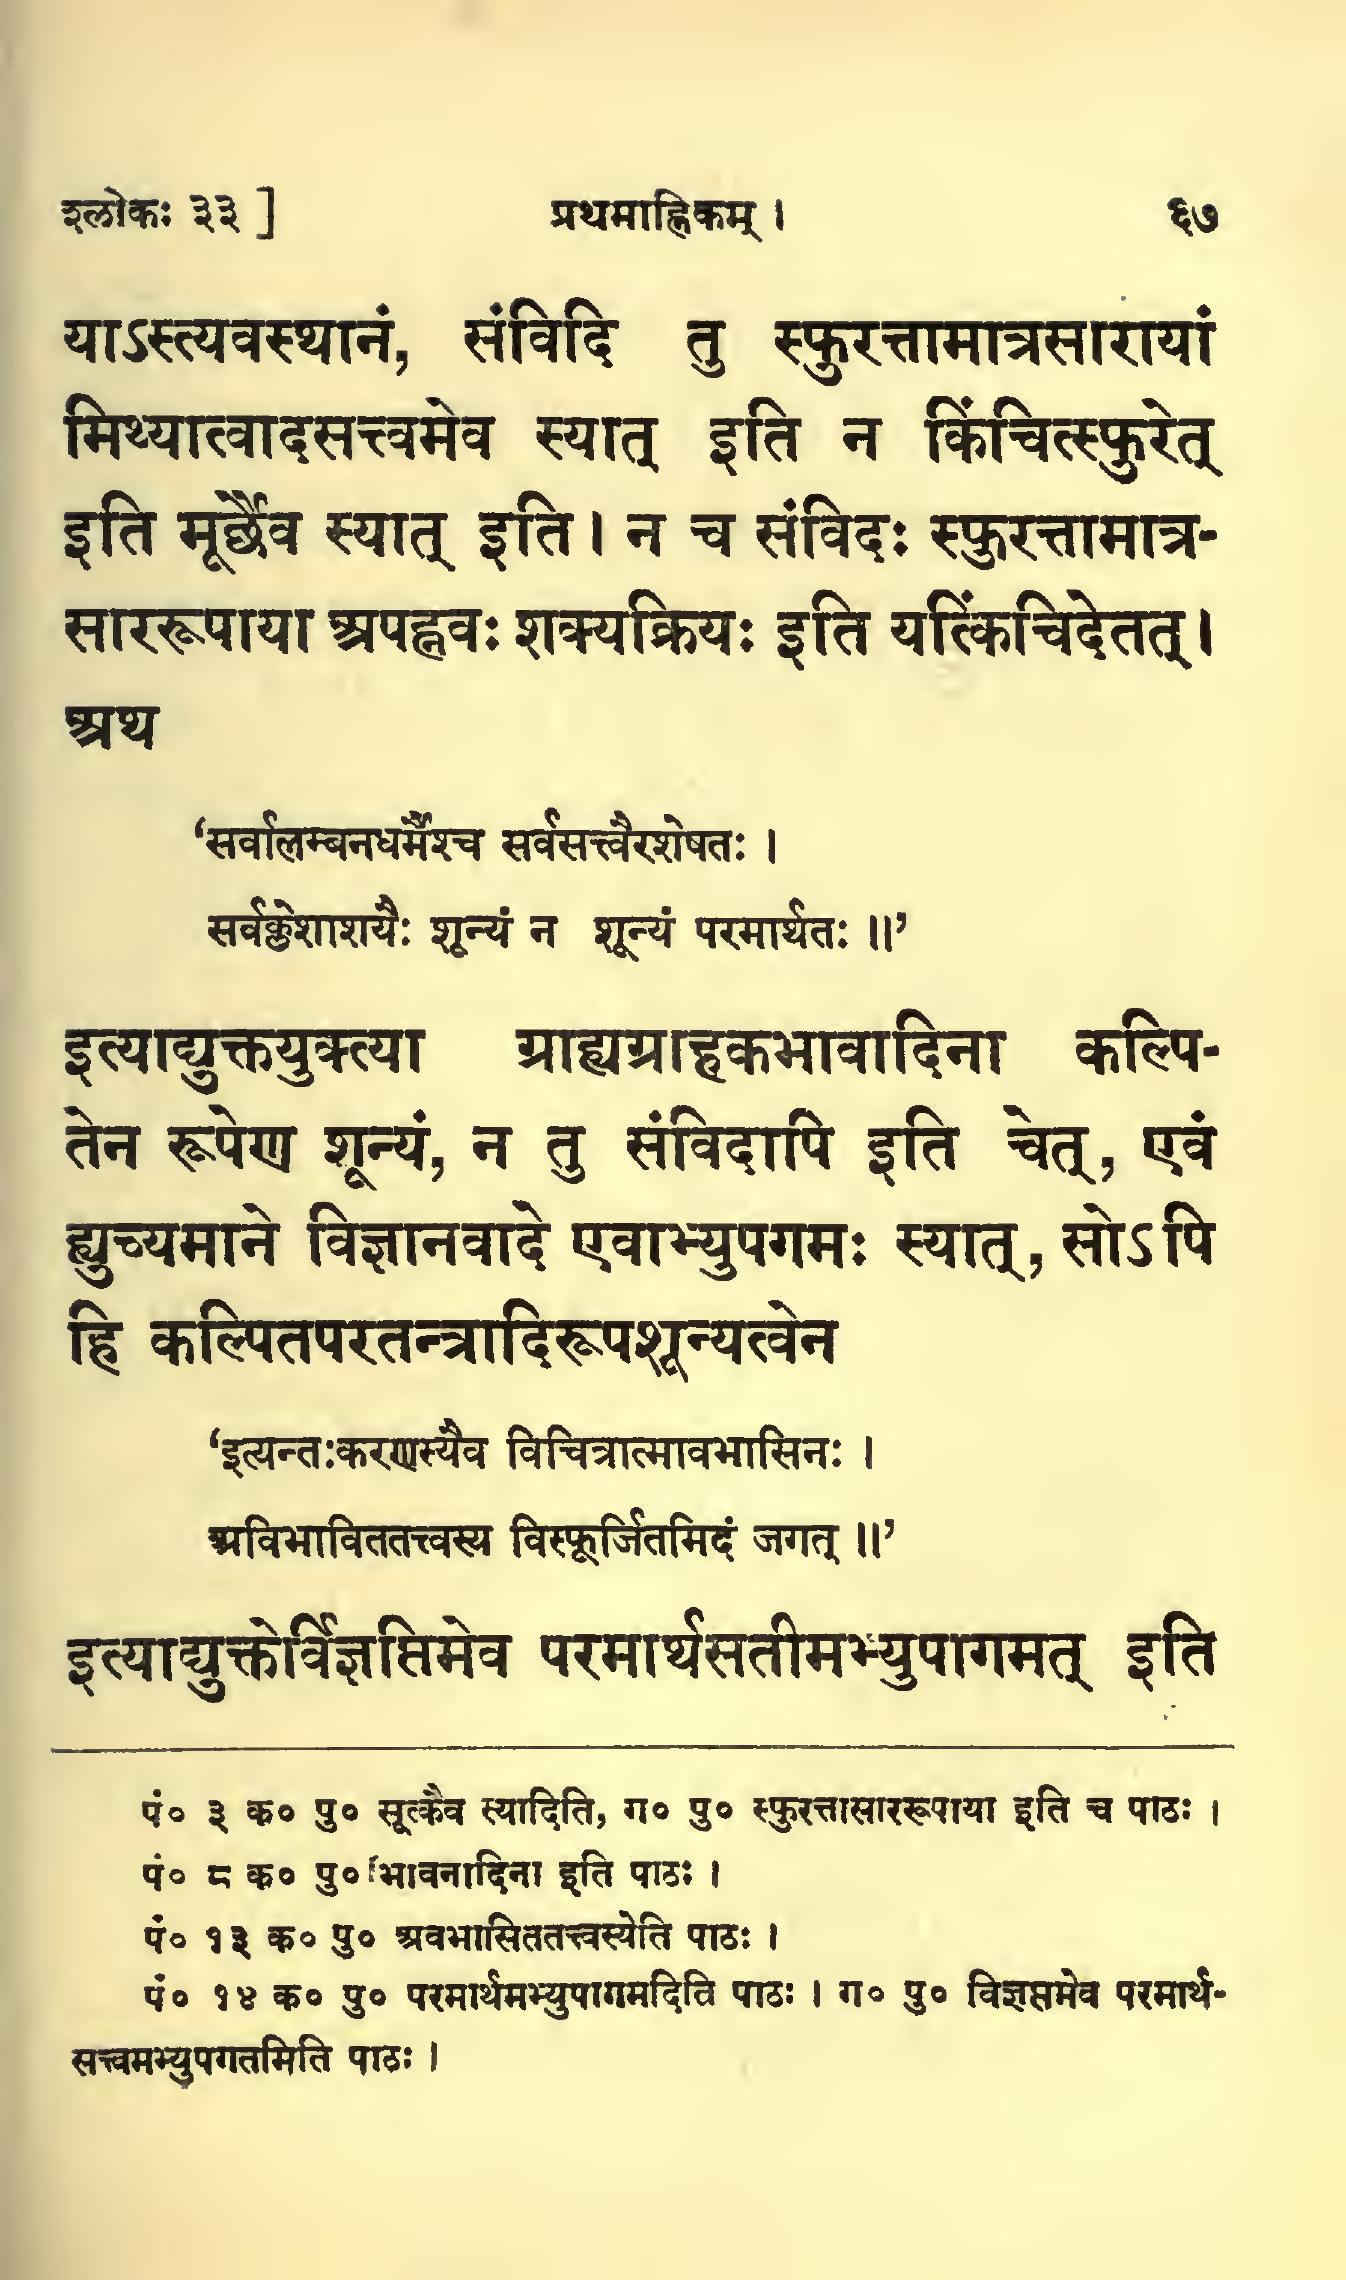 श्लोकः ३३ ] प्रथमाह्निकम् । ६७
याऽस्त्यवस्थानं, संविदि तु स्फुरत्तामात्रसारायां
मिथ्यात्वादसत्त्वमेव स्यात् इति न किंचित्स्फुरेत्
इति मूर्छैव स्यात् इति । न च संविदः स्फुरत्तामात्र-
साररूपाया अपह्नवः शक्यक्रियः इति यत्किंचिदेतत् ।
अथ
‘सर्वालम्बनधर्मैश्च सर्वसत्त्वैरशेषतः ।
सर्वक्लेशाशयैः शून्यं न शून्यं परमार्थतः ॥’
इत्याद्युक्तयुक्त्या ग्राह्यग्राहकभावादिना कल्पि-
तेन रूपेण शून्यं, न तु संविदापि इति चेत्, एवं
ह्युच्यमाने विज्ञानवादे एवाभ्युपगमः स्यात्, सोऽपि
हि कल्पितपरतन्त्रादिरूपशून्यत्वेन
‘इत्यन्तःकरणस्यैव विचित्रात्मावभासिनः ।
अविभाविततत्त्वस्य विस्फूर्जितमिदं जगत् ॥’
इत्याद्युक्तेर्विज्ञप्तिमेव परमार्थसतीमभ्युपागमत् इति
पं० ३ क० पु० सूत्कैव स्यादिति, ग० पु० स्फुरत्तासाररूपाया इति च पाठः ।
पं० ८ क० पु० भावनादिना इति पाठः ।
पं० १३ क० पु० अवभासिततत्त्वस्येति पाठः ।
पं० १४ क० पु० परमार्थमभ्युपागमदिति पाठः । ग० पु० विज्ञप्तमेव परमार्थ-
सत्त्वमभ्युपगतमिति पाठः ।